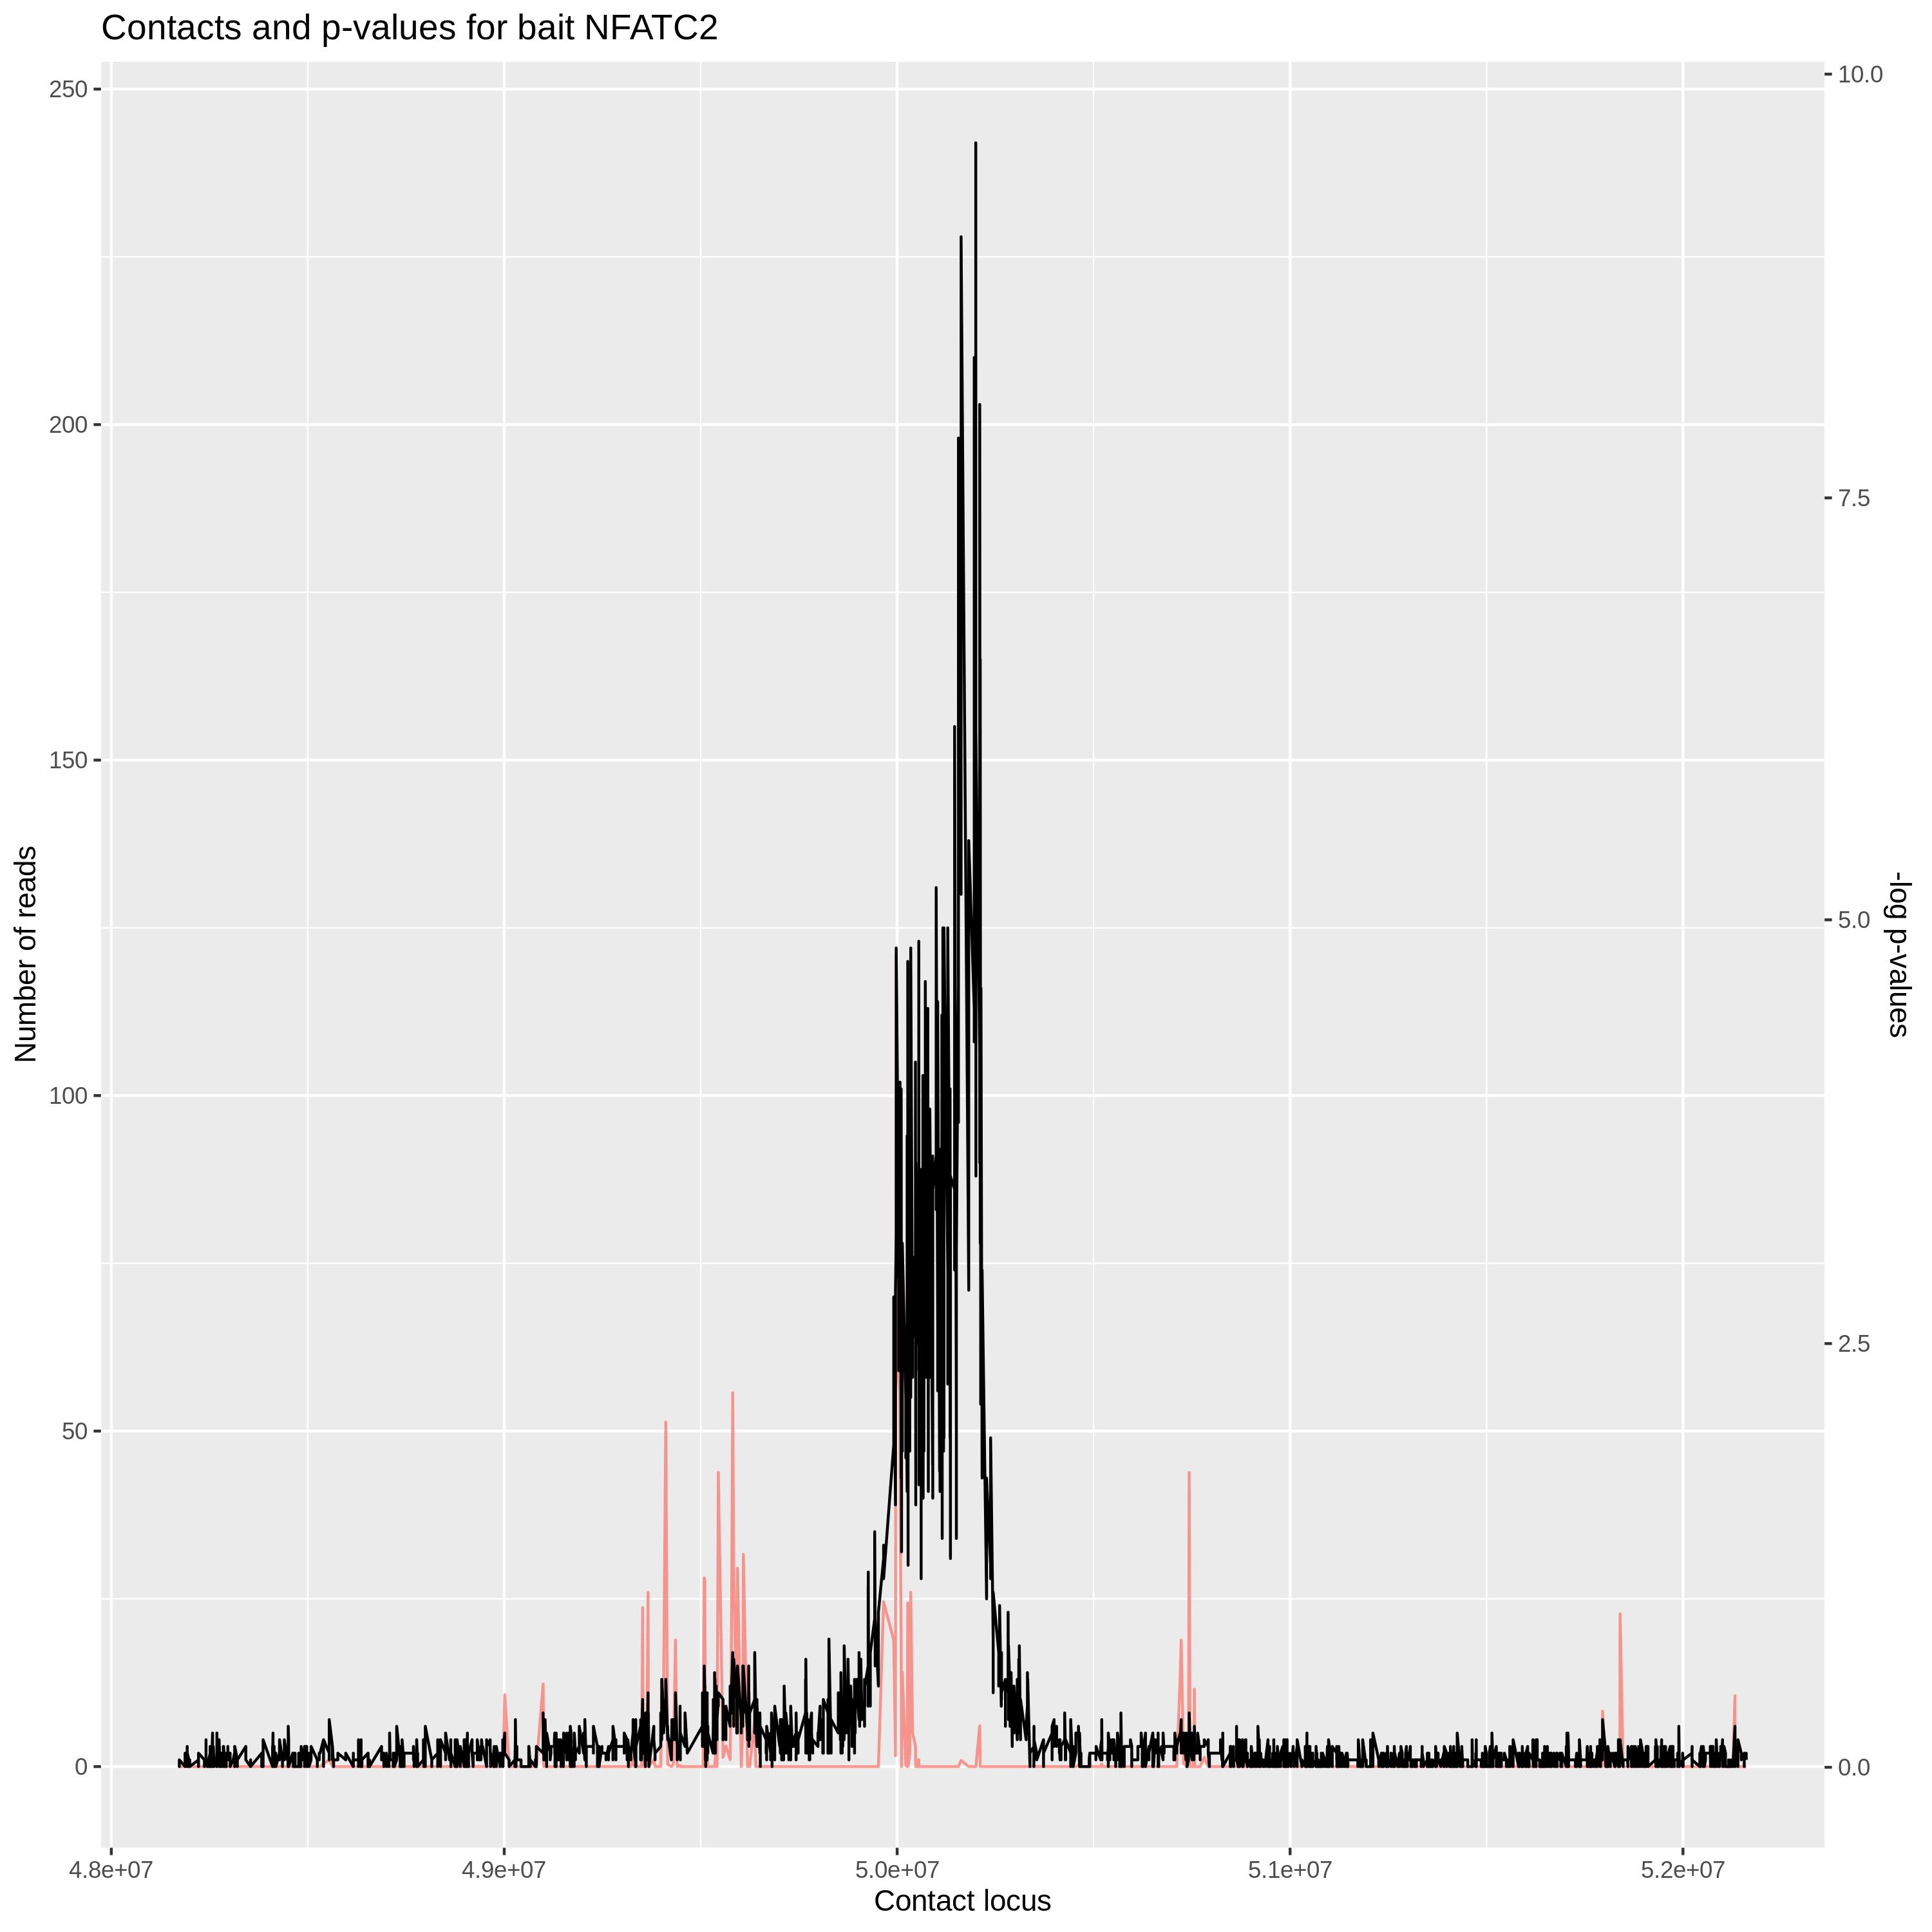 Contacts and p-values for bait NFATC2
250
200
150
100
50
0
Number of reads
10.0
7.5
5.0
2.5
0.0
-log p-values
4.8e+07
4.9e+07
5.0e+07
5.1e+07
5.2e+07
Contact locus